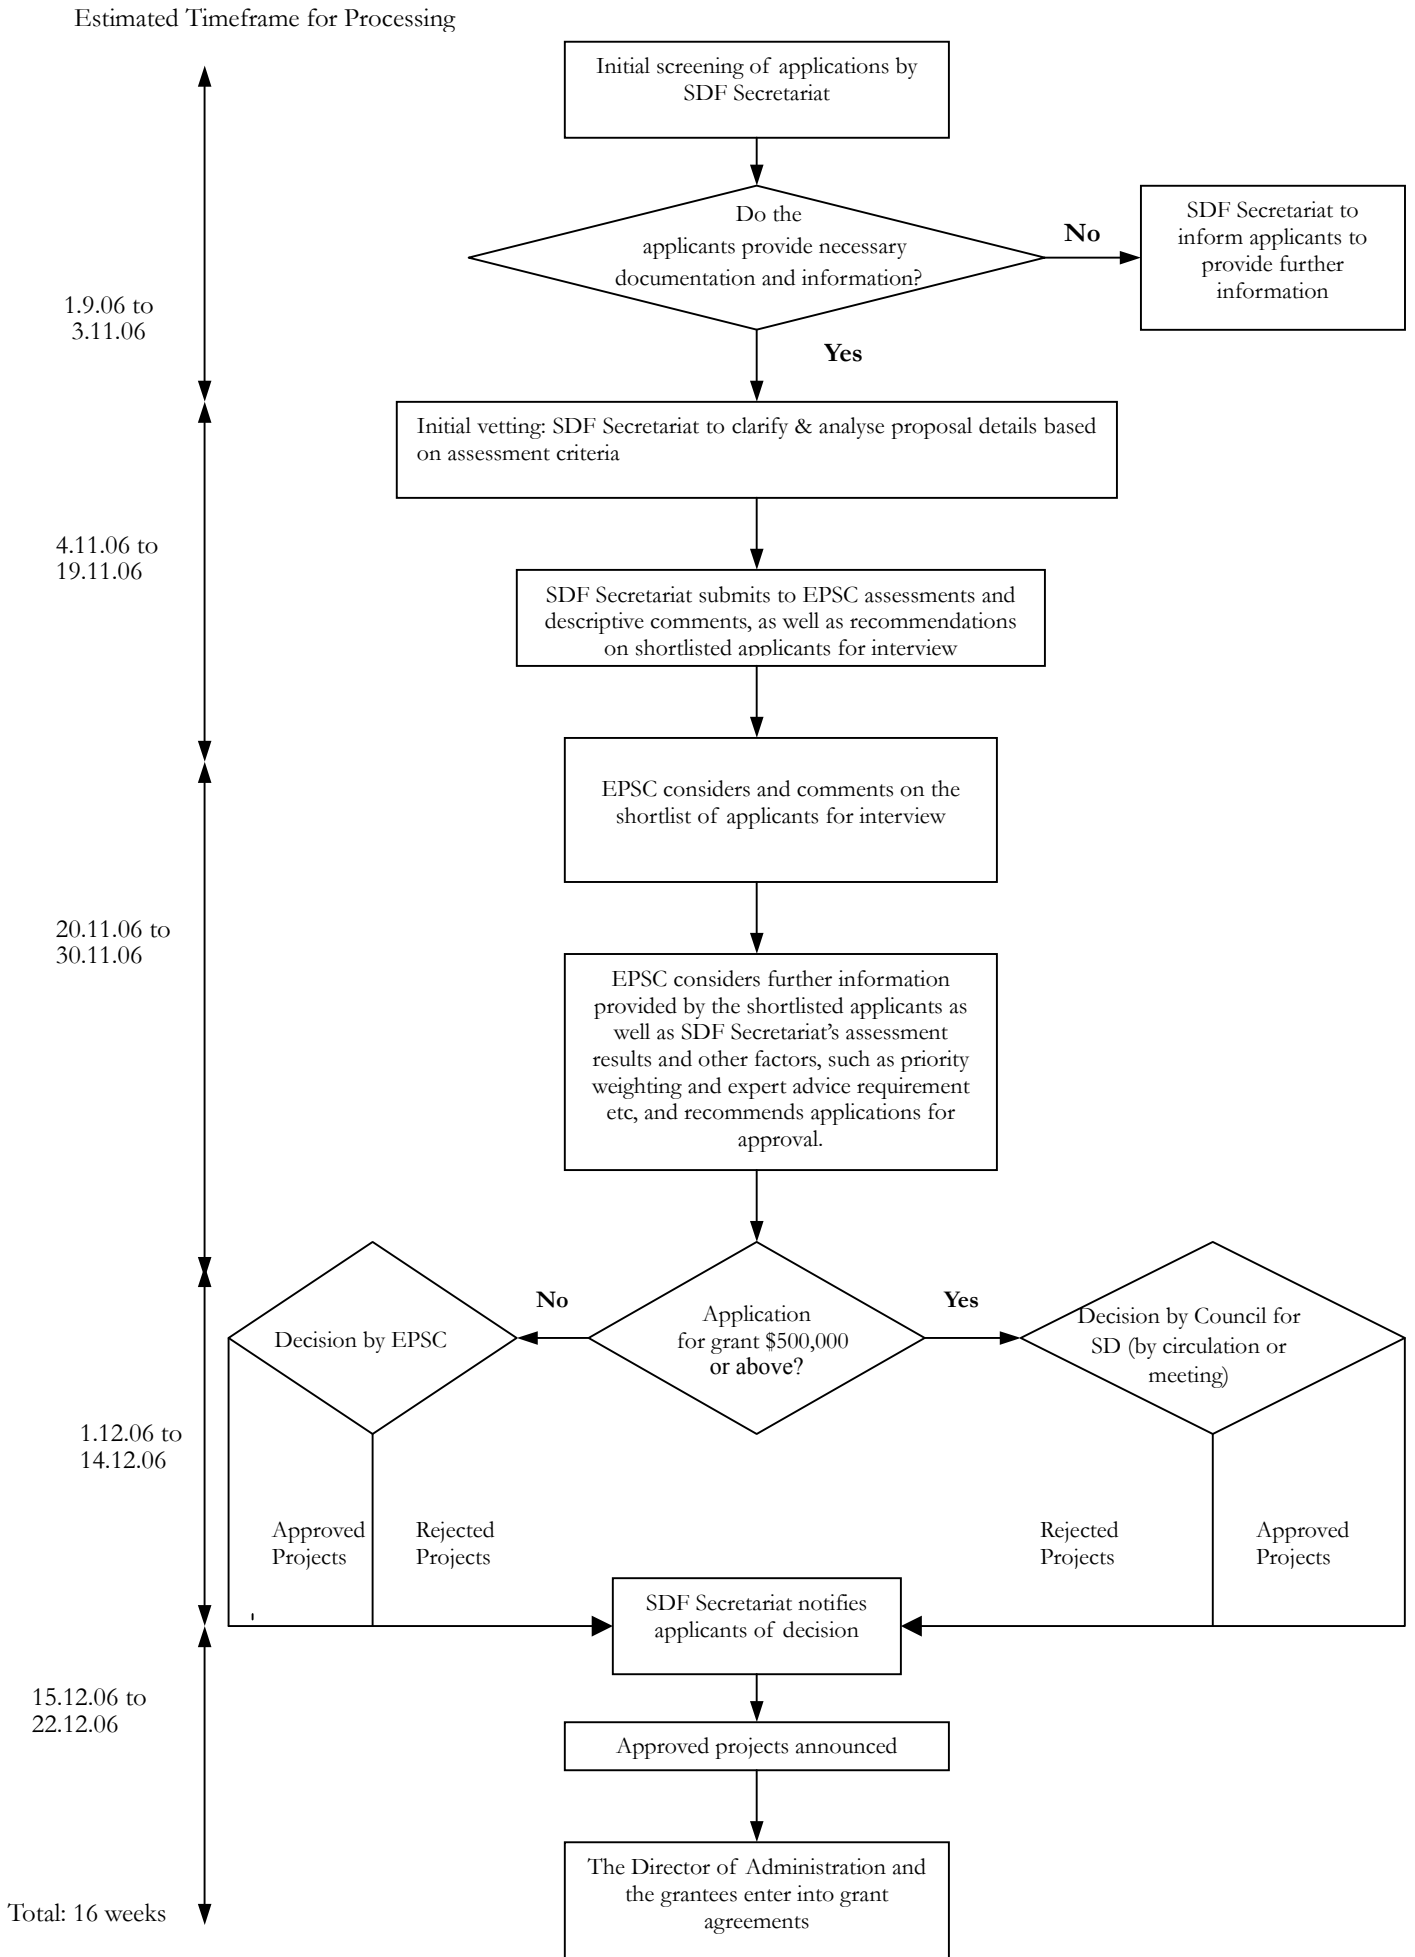 Estimated Timeframe for Processing
Initial screening of applications by
SDF Secretariat
Do the
applicants provide necessary
documentation and information?
No
SDF Secretariat to
inform applicants to
provide further
information
1.9.06 to
3.11.06
Yes
Initial vetting: SDF Secretariat to clarify & analyse proposal details based
on assessment criteria
4.11.06 to
19.11.06
SDF Secretariat submits to EPSC assessments and
descriptive comments, as well as recommendations
on shortlisted applicants for interview
EPSC considers and comments on the
shortlist of applicants for interview
20.11.06 to
30.11.06
EPSC considers further information
provided by the shortlisted applicants as
well as SDF Secretariat’s assessment
results and other factors, such as priority
weighting and expert advice requirement
etc, and recommends applications for
approval.
No
Yes
Decision by EPSC
Application
for grant $500,000
or above?
Decision by Council for
SD (by circulation or
meeting)
1.12.06 to
14.12.06
Approved
Projects
Rejected
Projects
Rejected
Projects
Approved
Projects
SDF Secretariat notifies
applicants of decision
15.12.06 to
22.12.06
Approved projects announced
The Director of Administration and
the grantees enter into grant
agreements
Total: 16 weeks